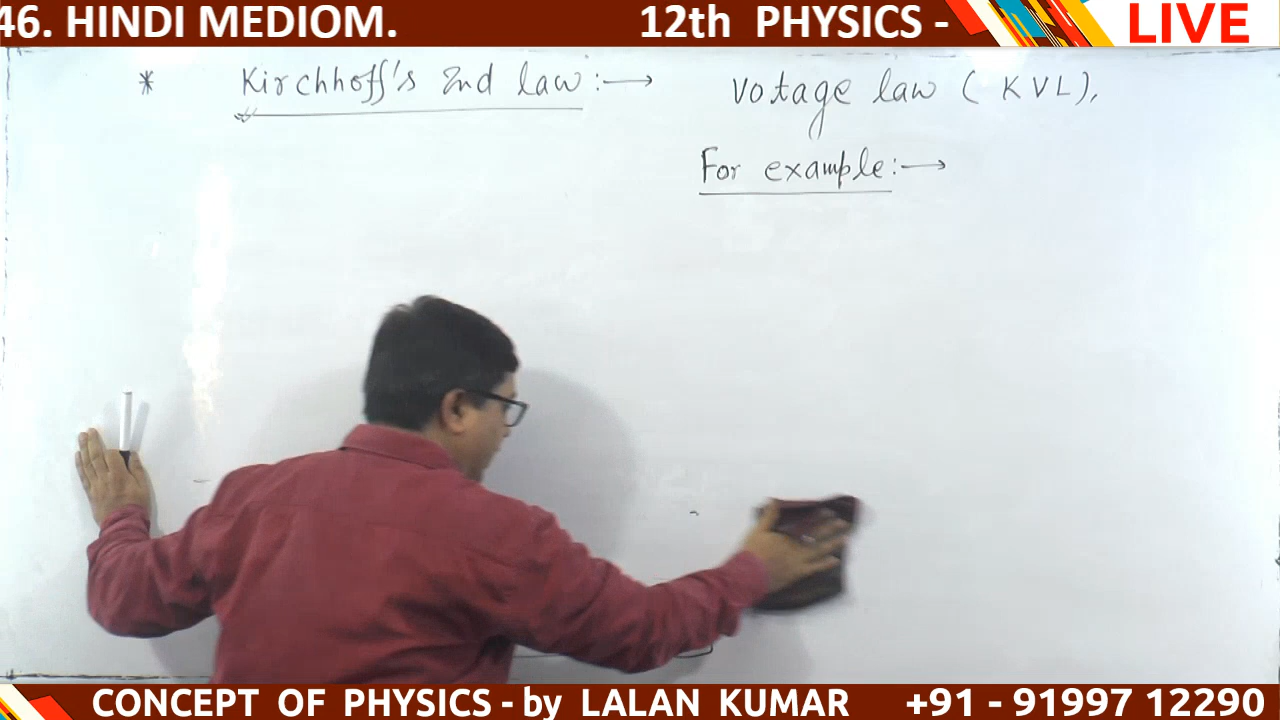 46. HINDI MEDIOM. 12th PHYSICS - LIVE
* Kirchhoff's 2nd law :→ Votage law ( KVL).
For example :→
CONCEPT OF PHYSICS - by LALAN KUMAR +91 - 91997 12290